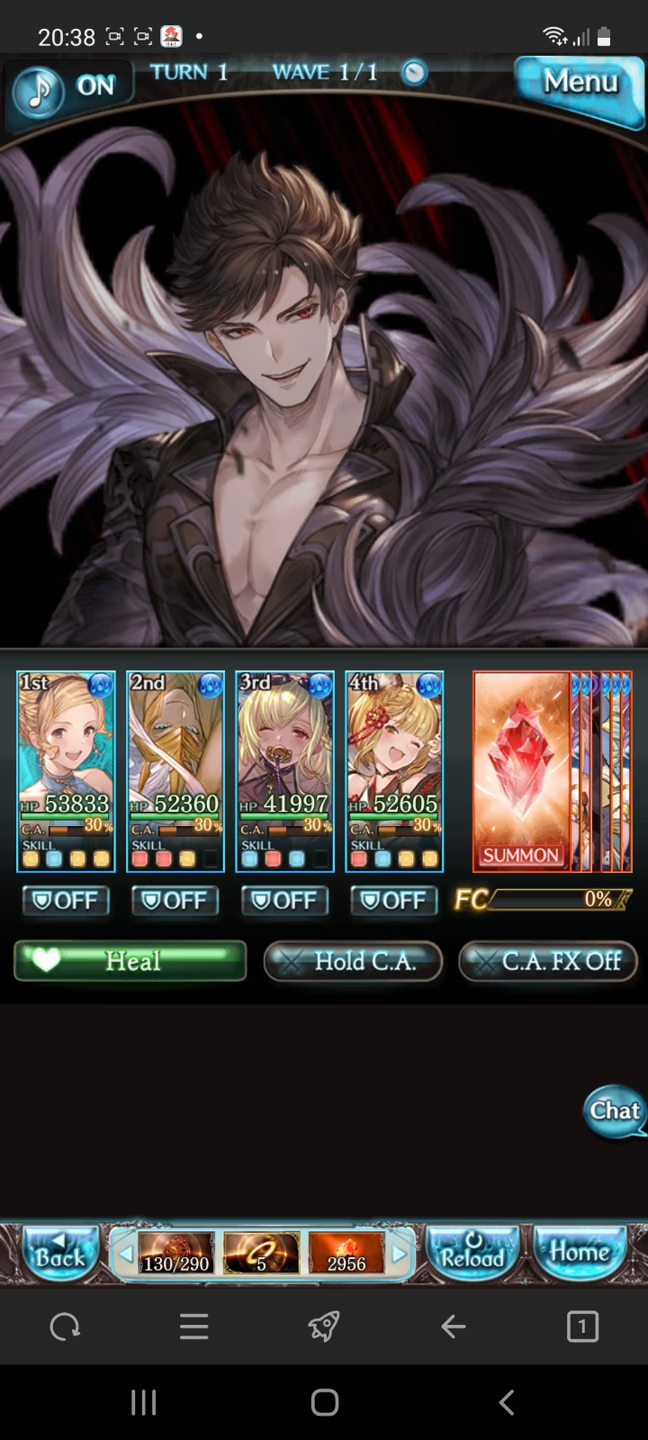 20:38
ON
TURN 1
WAVE 1/1
Menu
1st
2nd
3rd
4th
HP 53833
HP 52360
HP 41997
HP 52605
C.A. 30%
C.A. 30%
C.A. 30%
C.A. 30%
SKILL
SKILL
SKILL
SKILL
SUMMON
OFF
OFF
OFF
OFF
FC 0%
Heal
Hold C.A.
C.A. FX Off
Chat
Back
130/290
5
2956
Reload
Home
1